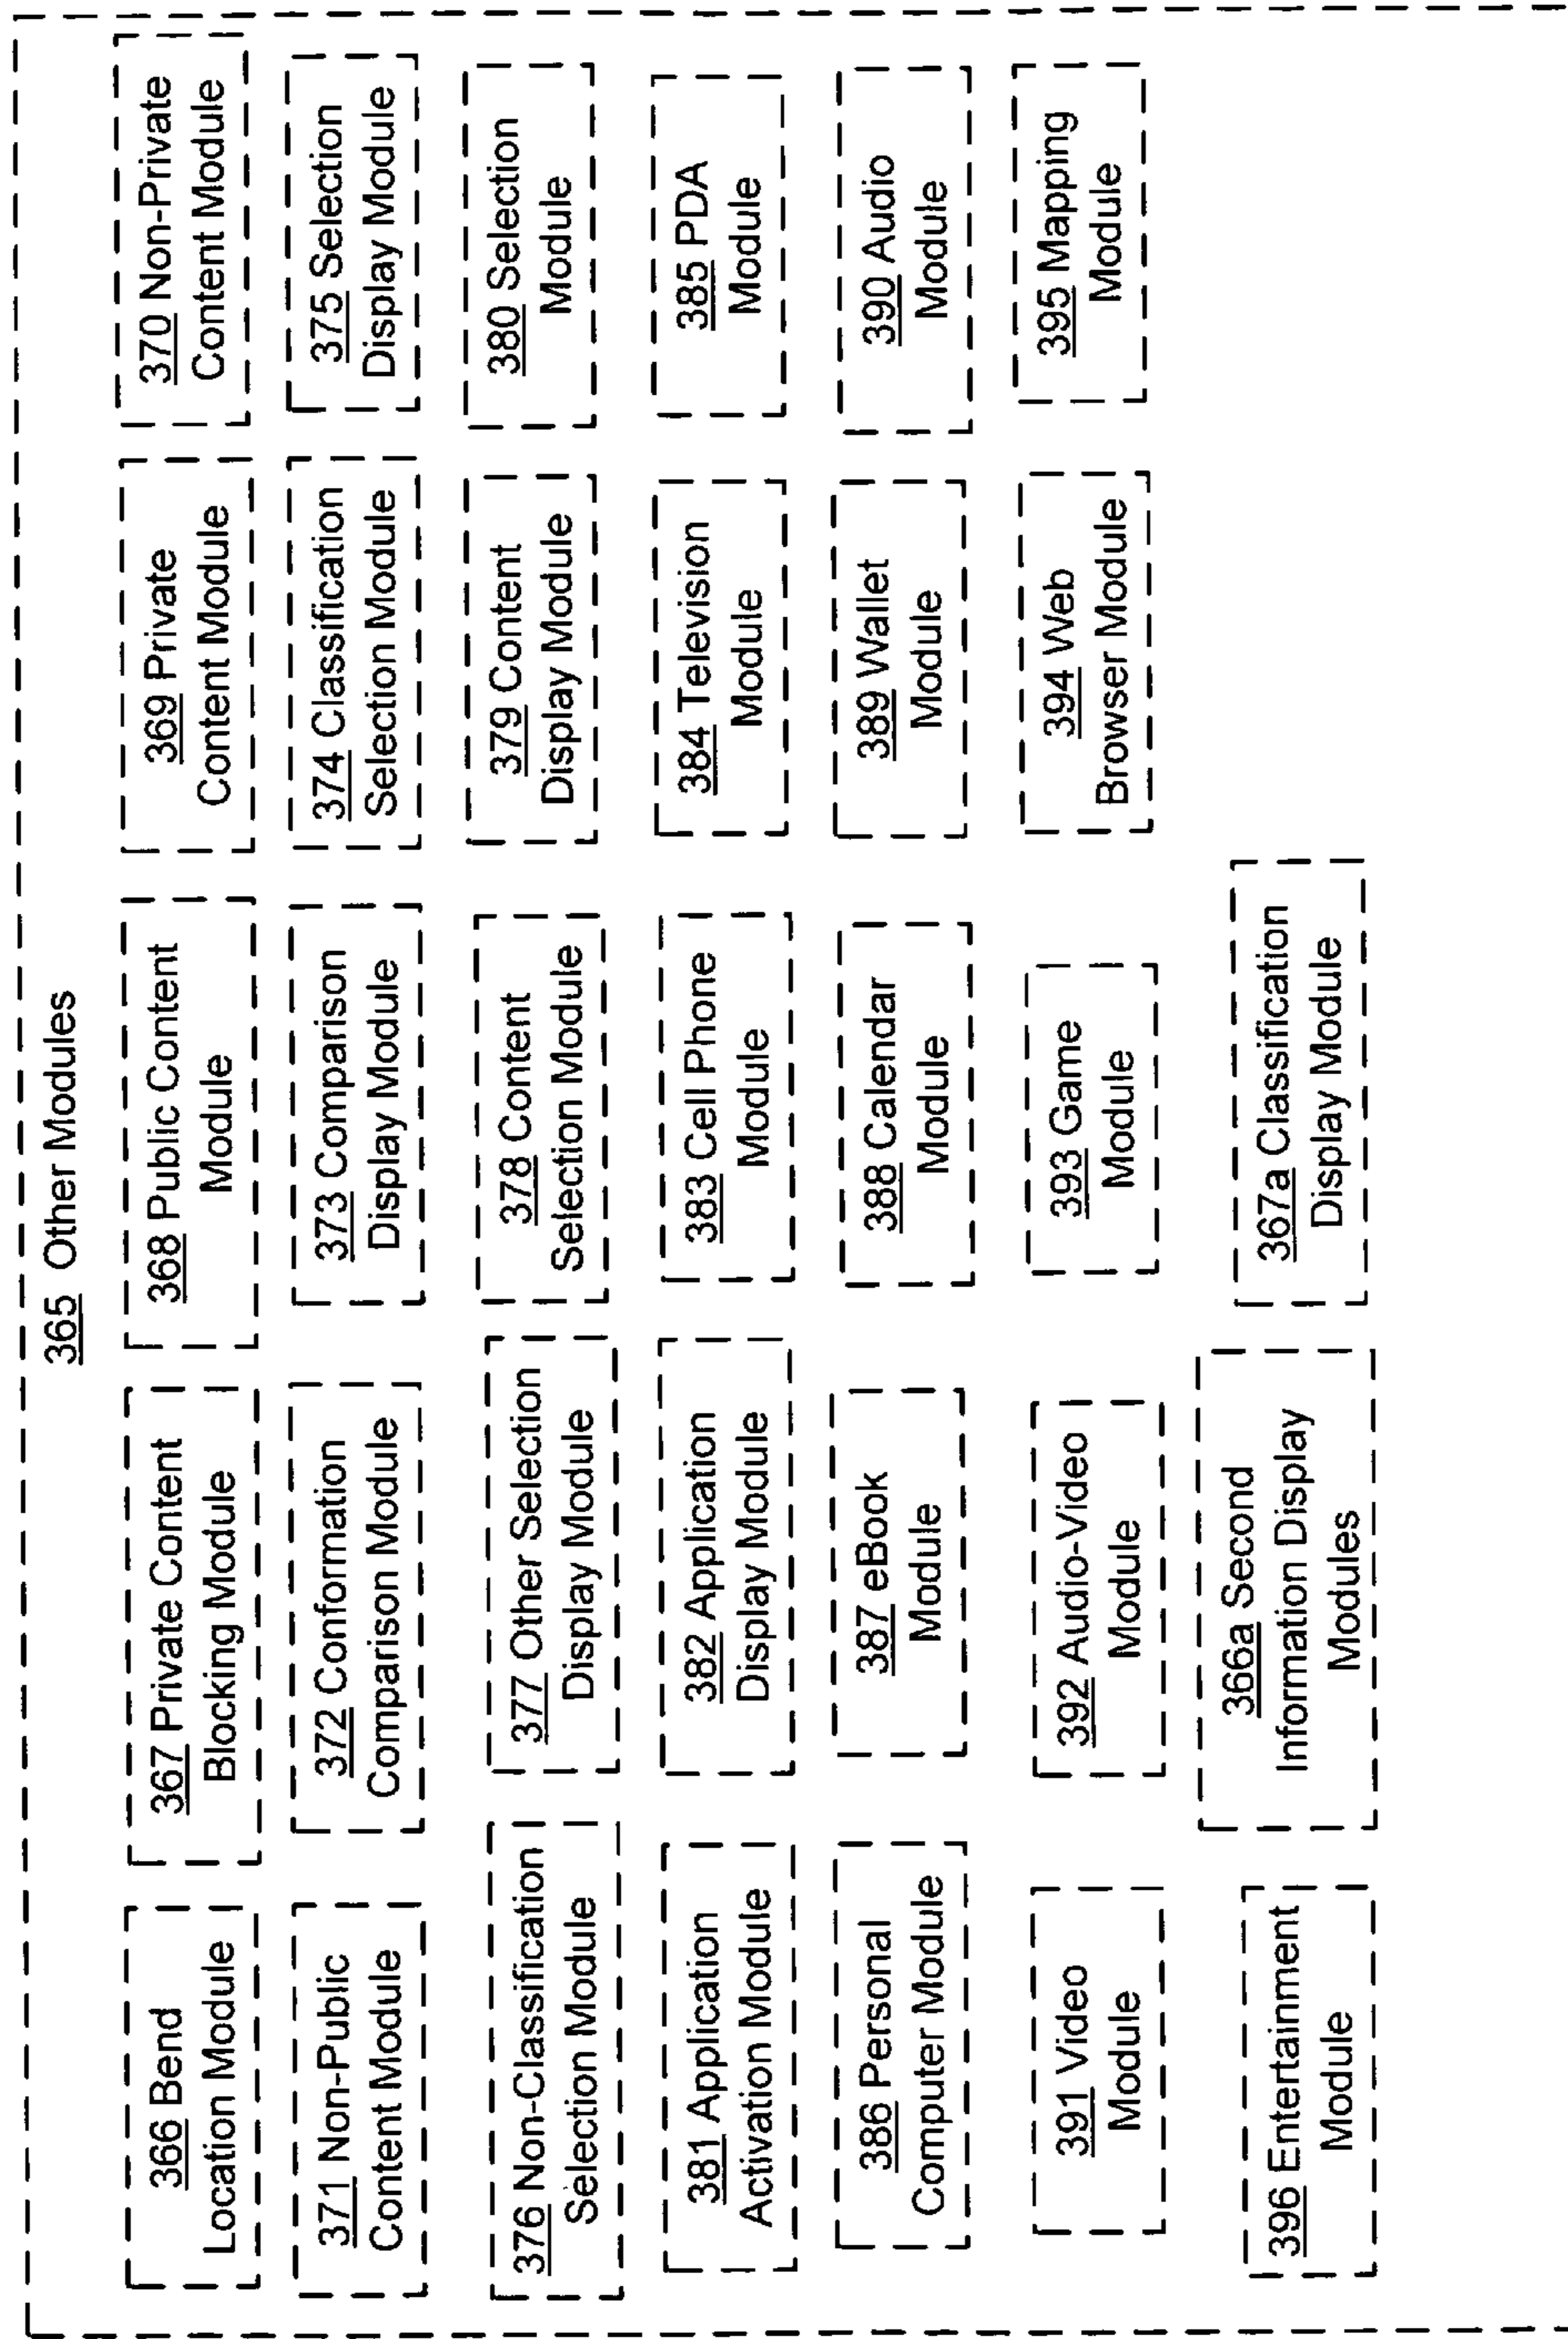 365 Other Modules
366 Bend
Location Module
367 Private Content
Blocking Module
368 Public Content
Module
369 Private
Content Module
370 Non-Private
Content Module
371 Non-Public
Content Module
372 Conformation
Comparison Module
373 Comparison
Display Module
374 Classification
Selection Module
375 Selection
Display Module
376 Non-Classification
Selection Module
377 Other Selection
Display Module
378 Content
Selection Module
379 Content
Display Module
380 Selection
Module
381 Application
Activation Module
382 Application
Display Module
383 Cell Phone
Module
384 Television
Module
385 PDA
Module
386 Personal
Computer Module
387 eBook
Module
388 Calendar
Module
389 Wallet
Module
390 Audio
Module
391 Video
Module
392 Audio-Video
Module
393 Game
Module
394 Web
Browser Module
395 Mapping
Module
396 Entertainment
Module
366a Second
Information Display
Modules
367a Classification
Display Module